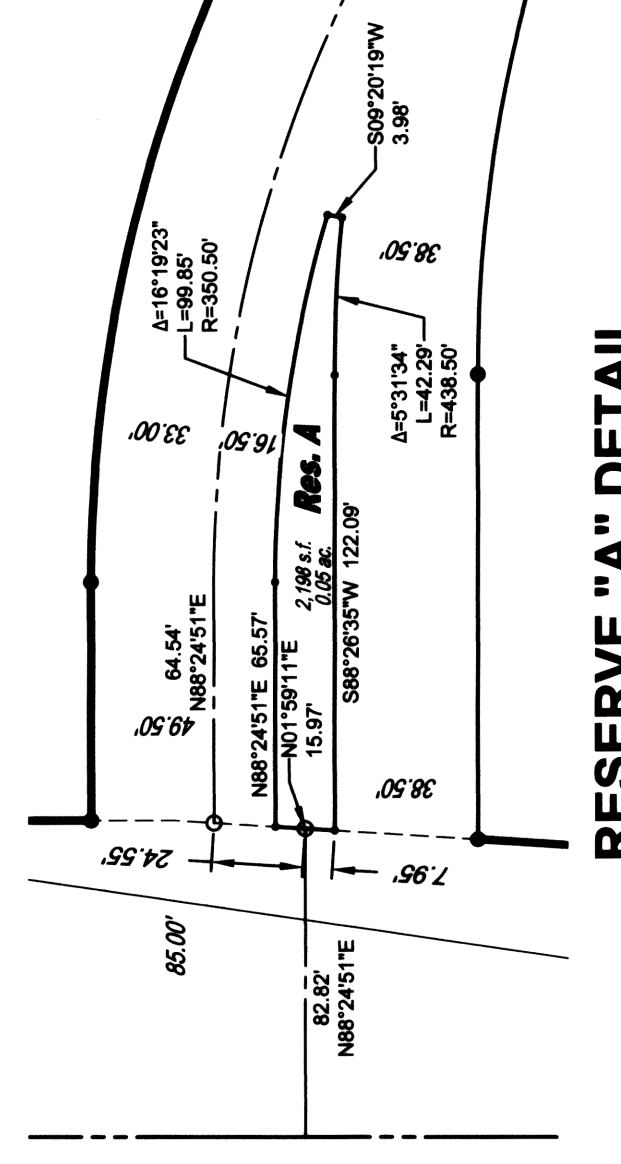 S09°20'19"W
3.98'
Δ=16°19'23"
L=99.85'
R=350.50'
38.50'
33.00'
16.50'
Δ=5°31'34"
L=42.29'
R=438.50'
Res. A
2,198 s.f.
0.05 ac.
64.54'
N88°24'51"E
49.50'
N88°24'51"E 65.57'
N01°59'11"E
15.97'
S88°26'35"W 122.09'
38.50'
24.55'
7.95'
85.00'
82.82'
N88°24'51"E
RESERVE "A" DETAIL